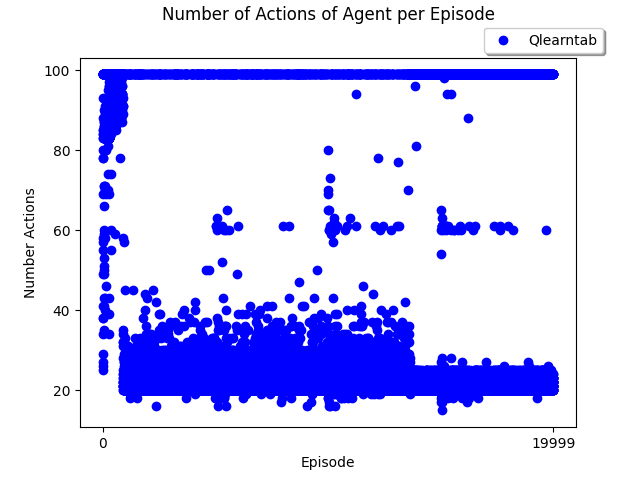 Number of Actions of Agent per Episode
Qlearntab
100
80
60
40
20
Number Actions
0
19999
Episode